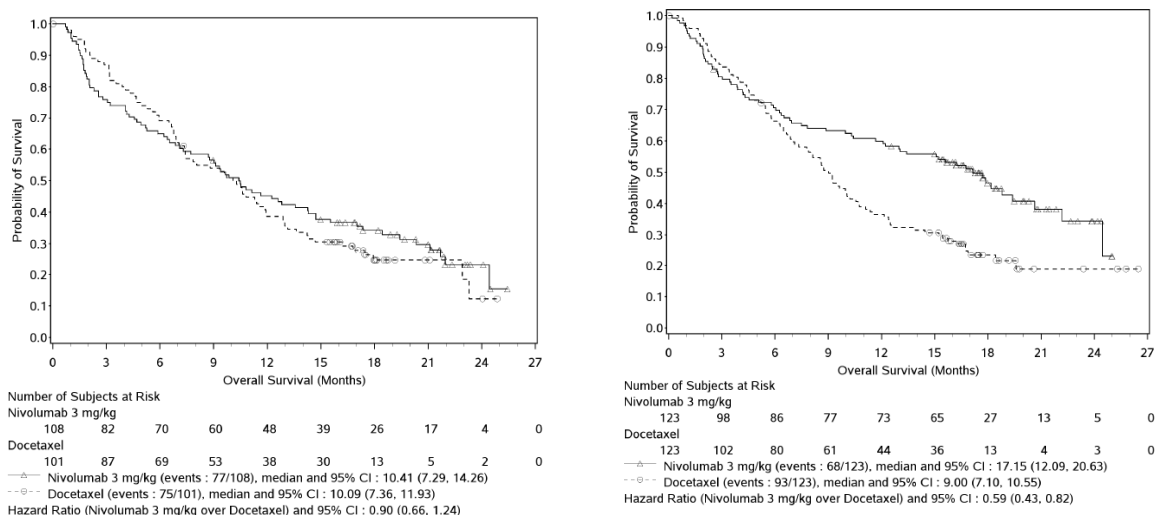 1.0
0.9
0.8
0.7
0.6
0.5
0.4
0.3
0.2
0.1
0.0
Probability of Survival
0 3 6 9 12 15 18 21 24 27
Overall Survival (Months)
Number of Subjects at Risk
Nivolumab 3 mg/kg
108 82 70 60 48 39 26 17 4 0
Docetaxel
101 87 69 53 38 30 13 5 2 0
Nivolumab 3 mg/kg (events : 77/108), median and 95% CI : 10.41 (7.29, 14.26)
Docetaxel (events : 75/101), median and 95% CI : 10.09 (7.36, 11.93)
Hazard Ratio (Nivolumab 3 mg/kg over Docetaxel) and 95% CI : 0.90 (0.66, 1.24)
1.0
0.9
0.8
0.7
0.6
0.5
0.4
0.3
0.2
0.1
0.0
Probability of Survival
0 3 6 9 12 15 18 21 24 27
Overall Survival (Months)
Number of Subjects at Risk
Nivolumab 3 mg/kg
123 98 86 77 73 65 27 13 5 0
Docetaxel
123 102 80 61 44 36 13 4 3 0
Nivolumab 3 mg/kg (events : 68/123), median and 95% CI : 17.15 (12.09, 20.63)
Docetaxel (events : 93/123), median and 95% CI : 9.00 (7.10, 10.55)
Hazard Ratio (Nivolumab 3 mg/kg over Docetaxel) and 95% CI : 0.59 (0.43, 0.82)